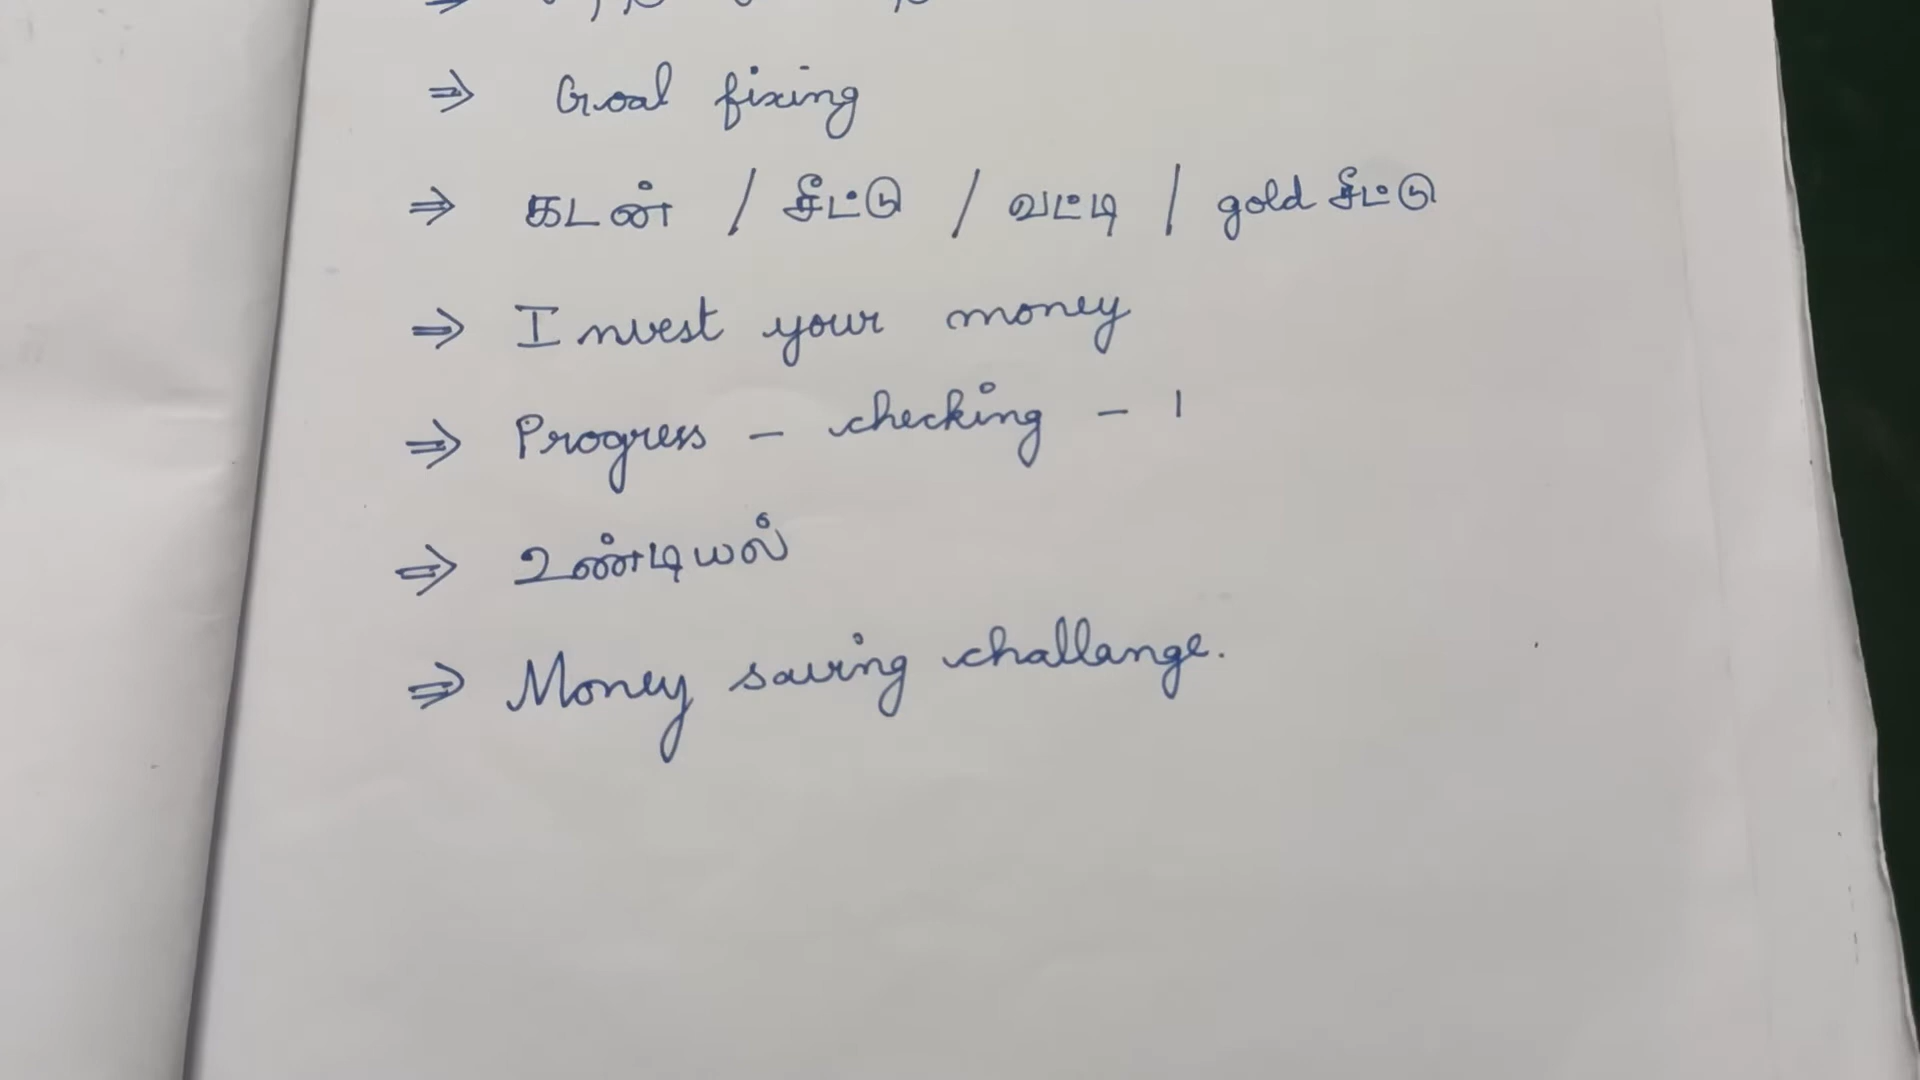 ⇒ Goal fixing
⇒ கடன் / சீட்டு / வட்டி / gold சீட்டு
⇒ Invest your money
⇒ Progress - checking - 1
⇒ உண்டியல்
⇒ Money saving challange.